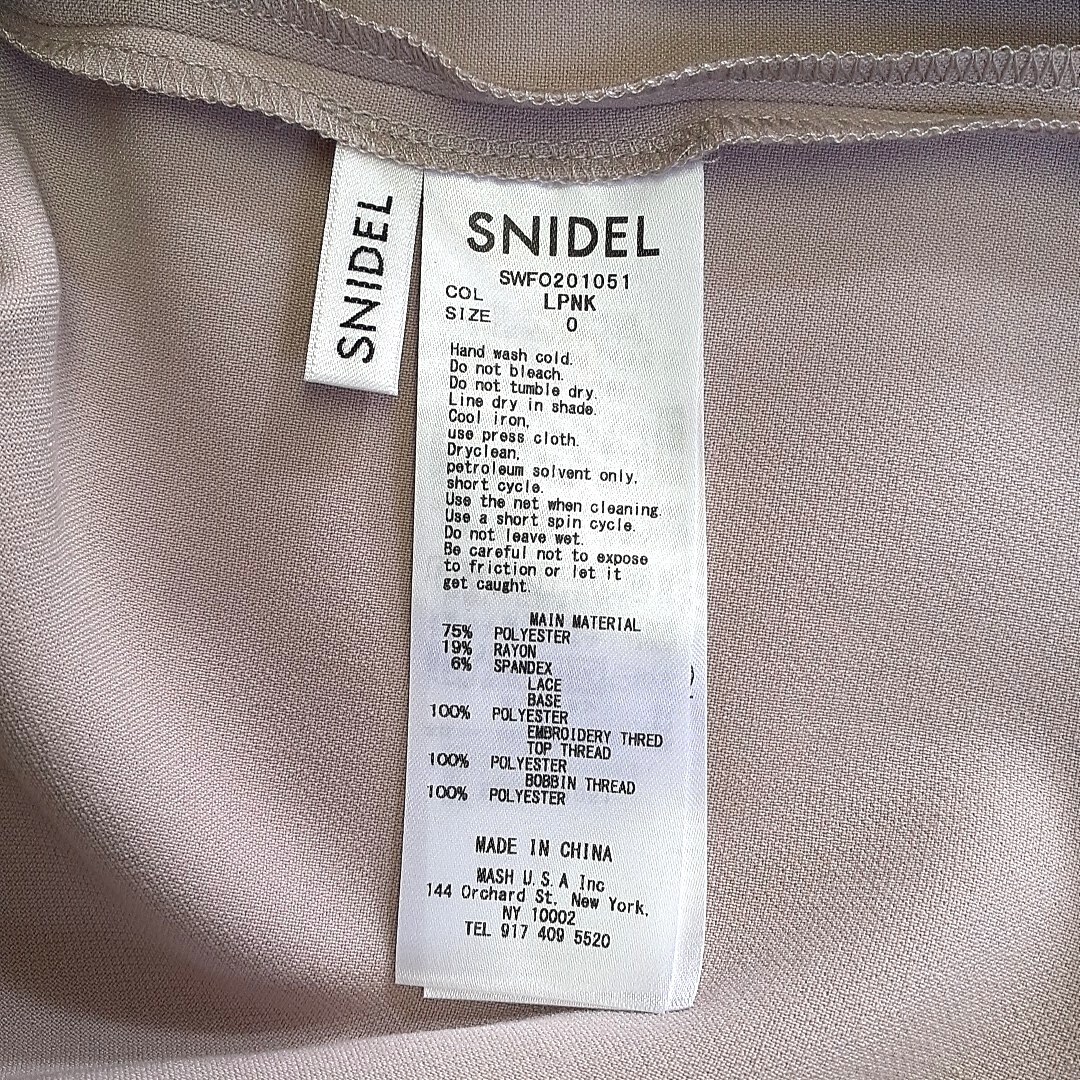 SNIDEL
SNIDEL
SWFO201051
COL LPNK
SIZE 0
Hand wash cold.
Do not bleach.
Do not tumble dry.
Line dry in shade.
Cool iron,
use press cloth.
Dryclean,
petroleum solvent only.
short cycle.
Use the net when cleaning.
Use a short spin cycle.
Do not leave wet.
Be careful not to expose
to friction or let it
get caught.
MAIN MATERIAL
75% POLYESTER
19% RAYON
6% SPANDEX
LACE
BASE
100% POLYESTER
EMBROIDERY THRED
TOP THREAD
100% POLYESTER
BOBBIN THREAD
100% POLYESTER
MADE IN CHINA
MASH U.S.A Inc
144 Orchard St. New York,
NY 10002
TEL 917 409 5520